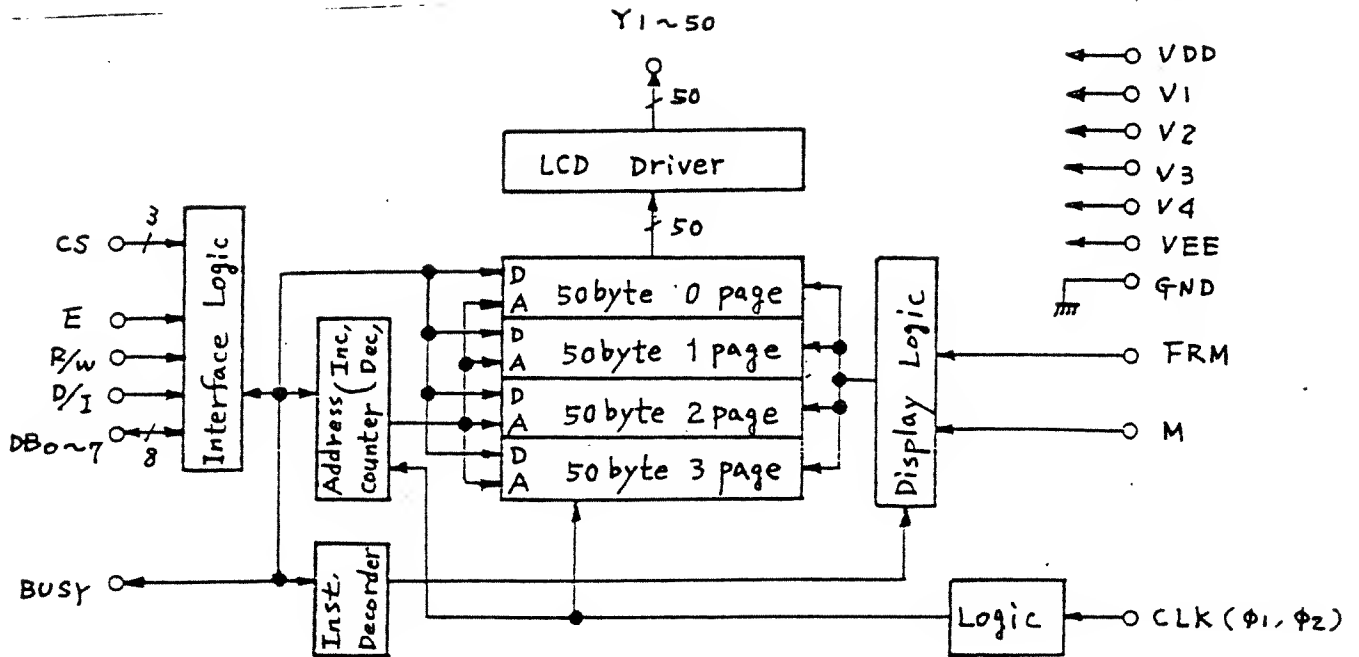 Y1~50
50
LCD Driver
50
VDD
V1
V2
V3
V4
VEE
GND
FRM
M
CLK (φ1, φ2)
CS
3
E
R/W
D/I
DB0~7
8
BUSY
Interface Logic
Address (Inc,
Counter (Dec,
Inst.
Decorder
D
A
50byte 0 page
D
A
50byte 1 page
D
A
50byte 2 page
D
A
50byte 3 page
Display Logic
Logic